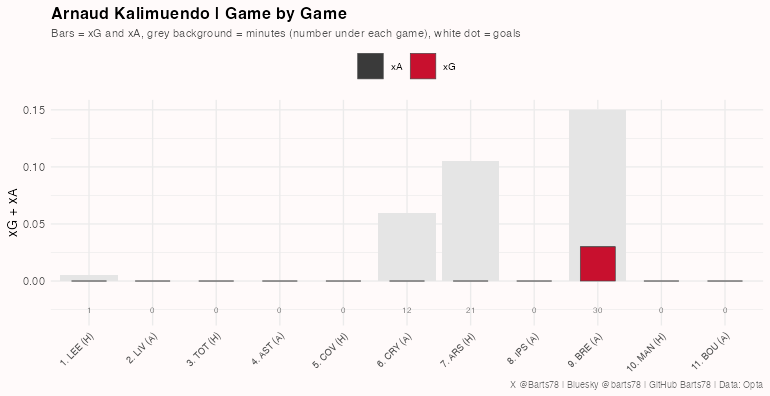 Arnaud Kalimuendo | Game by Game
Bars = xG and xA, grey background = minutes (number under each game), white dot = goals
xA xG
xG + xA
0.15
0.10
0.05
0.00
1 0 0 0 0 12 21 0 30 0 0
1. LEE (H) 2. LIV (A) 3. TOT (H) 4. AST (A) 5. COV (H) 6. CRY (A) 7. ARS (H) 8. IPS (A) 9. BRE (A) 10. MAN (H) 11. BOU (A)
X @Barts78 | Bluesky @barts78 | GitHub Barts78 | Data: Opta